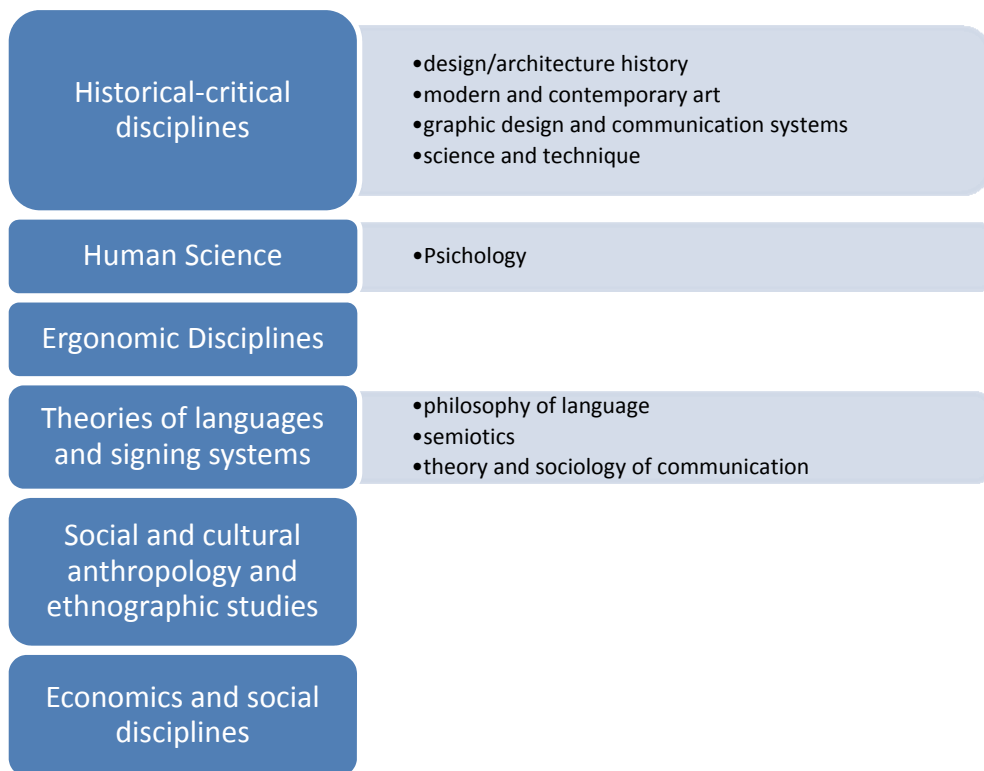 Historical-critical
disciplines
•design/architecture history
•modern and contemporary art
•graphic design and communication systems
•science and technique
Human Science
•Psichology
Ergonomic Disciplines
Theories of languages
and signing systems
•philosophy of language
•semiotics
•theory and sociology of communication
Social and cultural
anthropology and
ethnographic studies
Economics and social
disciplines